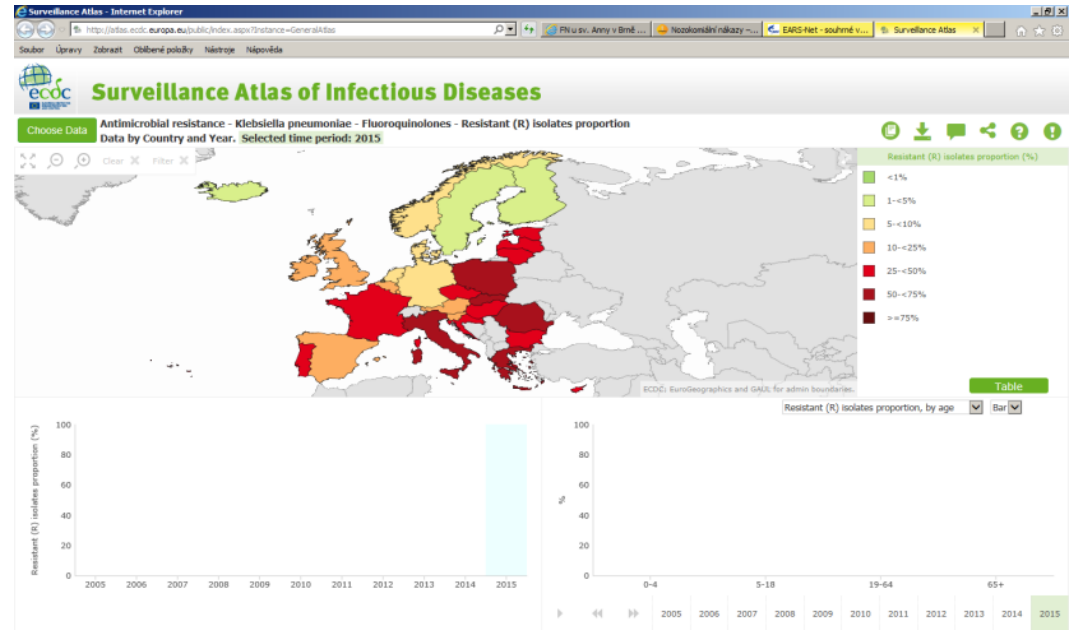 Surveillance Atlas - Internet Explorer
http://atlas.ecdc.europa.eu/public/index.aspx?Instance=GeneralAtlas
FN u sv. Anny v Brně ...
Nozokomiální nákazy –...
EARS-Net - souhrné v...
Surveillance Atlas
Soubor Úpravy Zobrazit Oblíbené položky Nástroje Nápověda
ecdc
Surveillance Atlas of Infectious Diseases
Choose Data
Antimicrobial resistance - Klebsiella pneumoniae - Fluoroquinolones - Resistant (R) isolates proportion
Data by Country and Year. Selected time period: 2015
Clear X Filter X
Resistant (R) isolates proportion (%)
<1%
1-<5%
5-<10%
10-<25%
25-<50%
50-<75%
>=75%
ECDC; EuroGeographics and GAUL for admin boundaries.
Table
Resistant (R) isolates proportion, by age
Bar
Resistant (R) isolates proportion (%)
100
80
60
40
20
0
2005 2006 2007 2008 2009 2010 2011 2012 2013 2014 2015
%
100
80
60
40
20
0
0-4 5-18 19-64 65+
2005 2006 2007 2008 2009 2010 2011 2012 2013 2014 2015